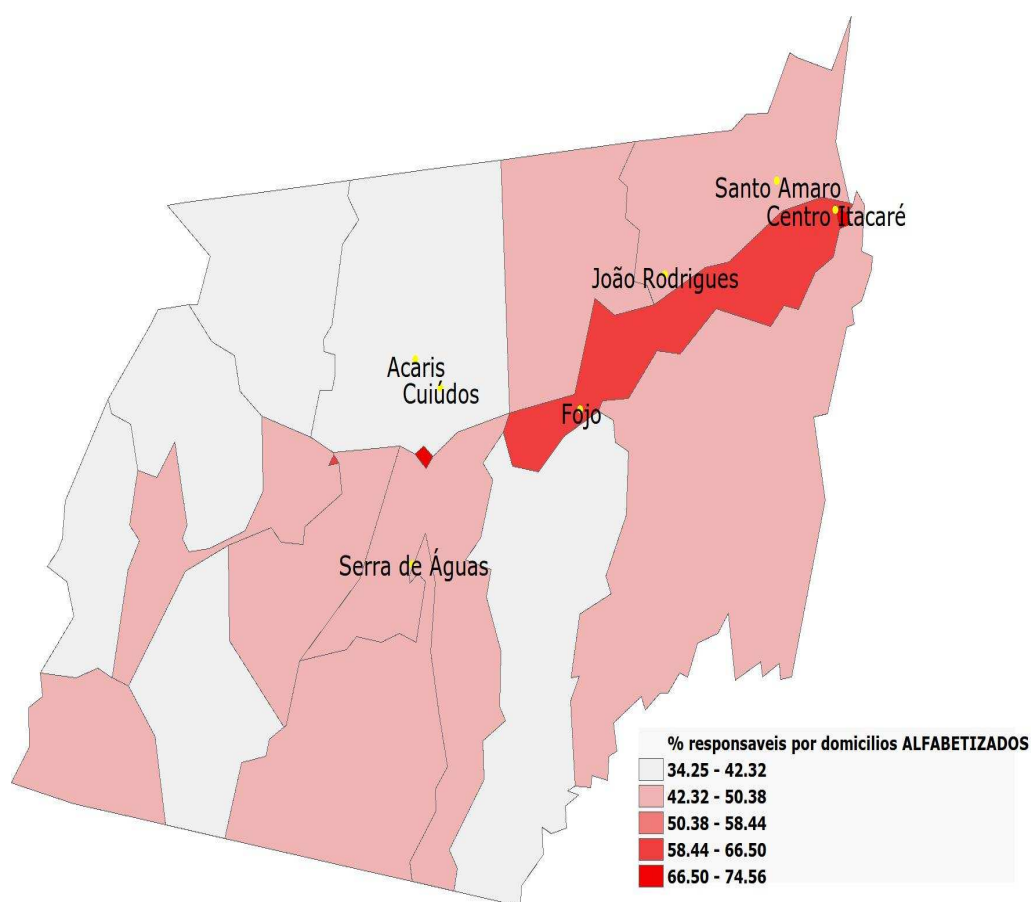 Santo Amaro
Centro Itacaré
João Rodrigues
Acaris
Cuiúdos
Fojo
Serra de Águas
% responsaveis por domicilios ALFABETIZADOS
34.25 - 42.32
42.32 - 50.38
50.38 - 58.44
58.44 - 66.50
66.50 - 74.56